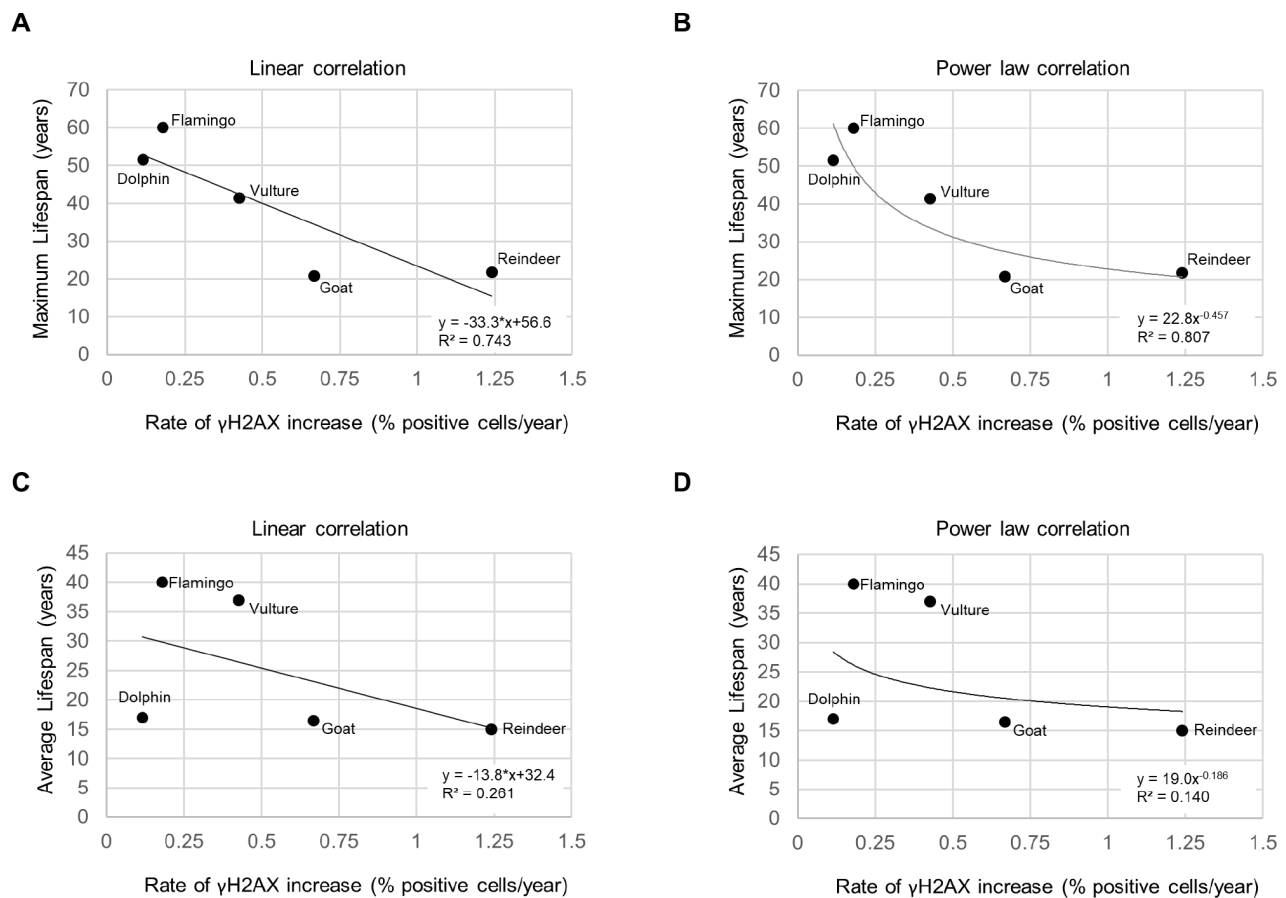 A
Linear correlation
Maximum Lifespan (years)
70
60
50
40
30
20
10
0
Flamingo
Dolphin
Vulture
Goat
Reindeer
y = -33.3*x+56.6
R² = 0.743
0 0.25 0.5 0.75 1 1.25 1.5
Rate of γH2AX increase (% positive cells/year)
B
Power law correlation
Maximum Lifespan (years)
70
60
50
40
30
20
10
0
Flamingo
Dolphin
Vulture
Goat
Reindeer
y = 22.8x⁻⁰·⁴⁵⁷
R² = 0.807
0 0.25 0.5 0.75 1 1.25 1.5
Rate of γH2AX increase (% positive cells/year)
C
Linear correlation
Average Lifespan (years)
45
40
35
30
25
20
15
10
5
0
Flamingo
Vulture
Dolphin
Goat
Reindeer
y = -13.8*x+32.4
R² = 0.261
0 0.25 0.5 0.75 1 1.25 1.5
Rate of γH2AX increase (% positive cells/year)
D
Power law correlation
Average Lifespan (years)
45
40
35
30
25
20
15
10
5
0
Flamingo
Vulture
Dolphin
Goat
Reindeer
y = 19.0x⁻⁰·¹⁸⁶
R² = 0.140
0 0.25 0.5 0.75 1 1.25 1.5
Rate of γH2AX increase (% positive cells/year)